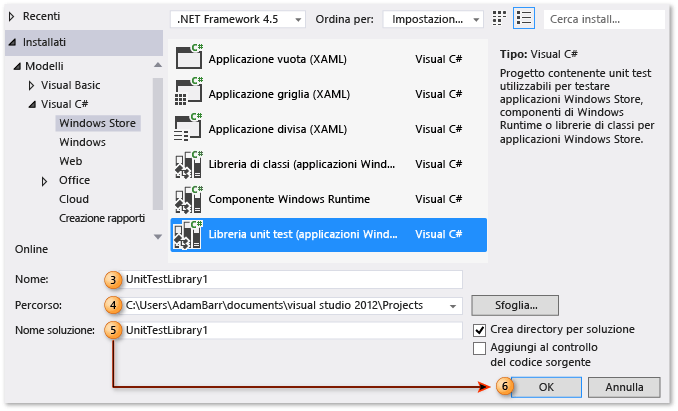 Recenti
.NET Framework 4.5
Ordina per:
Impostazion...
Cerca install...
Installati
Modelli
Visual Basic
Visual C#
Windows Store
Windows
Web
Office
Cloud
Creazione rapporti
Online
C#
Applicazione vuota (XAML)
Visual C#
C#
Applicazione griglia (XAML)
Visual C#
C#
Applicazione divisa (XAML)
Visual C#
C#
Libreria di classi (applicazioni Wind...
Visual C#
C#
Componente Windows Runtime
Visual C#
C#
Libreria unit test (applicazioni Wind...
Visual C#
Tipo: Visual C#
Progetto contenente unit test
utilizzabili per testare
applicazioni Windows Store,
componenti di Windows
Runtime o librerie di classi per
applicazioni Windows Store.
Nome:
3
UnitTestLibrary1
Percorso:
4
C:\Users\AdamBarr\documents\visual studio 2012\Projects
Sfoglia...
Nome soluzione:
5
UnitTestLibrary1
Crea directory per soluzione
Aggiungi al controllo
del codice sorgente
6
OK
Annulla